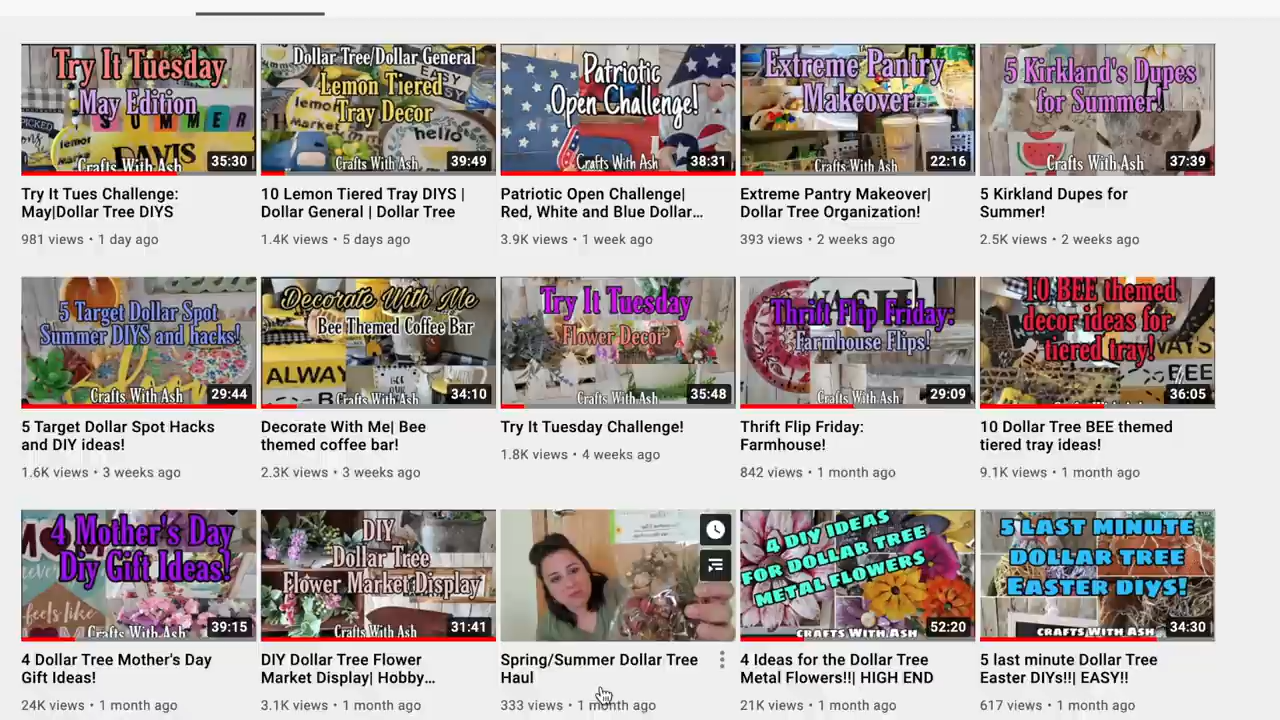 Try It Tuesday
May Edition
SUMMER
PICKED
lemon
DAVIS
Crafts With Ash
35:30
Try It Tues Challenge:
May|Dollar Tree DIYS
981 views • 1 day ago
Dollar Tree/Dollar General
EASY
Lemon Tiered
Tray Decor
lemon
Market
hello
Crafts With Ash
39:49
10 Lemon Tiered Tray DIYS |
Dollar General | Dollar Tree
1.4K views • 5 days ago
Patriotic
Open Challenge!
Crafts With Ash
38:31
Patriotic Open Challenge|
Red, White and Blue Dollar...
3.9K views • 1 week ago
Extreme Pantry
Makeover
Crafts With Ash
22:16
Extreme Pantry Makeover|
Dollar Tree Organization!
393 views • 2 weeks ago
5 Kirkland's Dupes
for Summer!
Crafts With Ash
37:39
5 Kirkland Dupes for
Summer!
2.5K views • 2 weeks ago
5 Target Dollar Spot
Summer DIYS and hacks!
Crafts With Ash
29:44
5 Target Dollar Spot Hacks
and DIY ideas!
1.6K views • 3 weeks ago
Decorate With Me
Bee Themed Coffee Bar
ALWAY
Crafts With Ash
34:10
Decorate With Me| Bee
themed coffee bar!
2.3K views • 3 weeks ago
Try It Tuesday
Flower Decor
Crafts With Ash
35:48
Try It Tuesday Challenge!
1.8K views • 4 weeks ago
Thrift Flip Friday:
Farmhouse Flips!
Crafts With Ash
29:09
Thrift Flip Friday:
Farmhouse!
842 views • 1 month ago
10 BEE themed
decor ideas for
tiered tray!
WAYS
BEE
Crafts With Ash
36:05
10 Dollar Tree BEE themed
tiered tray ideas!
9.1K views • 1 month ago
4 Mother's Day
Diy Gift Ideas!
feels like
Crafts With Ash
39:15
4 Dollar Tree Mother's Day
Gift Ideas!
24K views • 1 month ago
DIY
Dollar Tree
Flower Market Display
Crafts With Ash
31:41
DIY Dollar Tree Flower
Market Display| Hobby...
3.1K views • 1 month ago
Spring/Summer Dollar Tree
Haul
333 views • 1 month ago
4 DIY IDEAS
FOR DOLLAR TREE
METAL FLOWERS
CRAFTS WITH ASH
52:20
4 Ideas for the Dollar Tree
Metal Flowers!!| HIGH END
21K views • 1 month ago
5 LAST MINUTE
DOLLAR TREE
EASTER DIYS!
CRAFTS WITH ASH
34:30
5 last minute Dollar Tree
Easter DIYs!!| EASY!!
617 views • 1 month ago